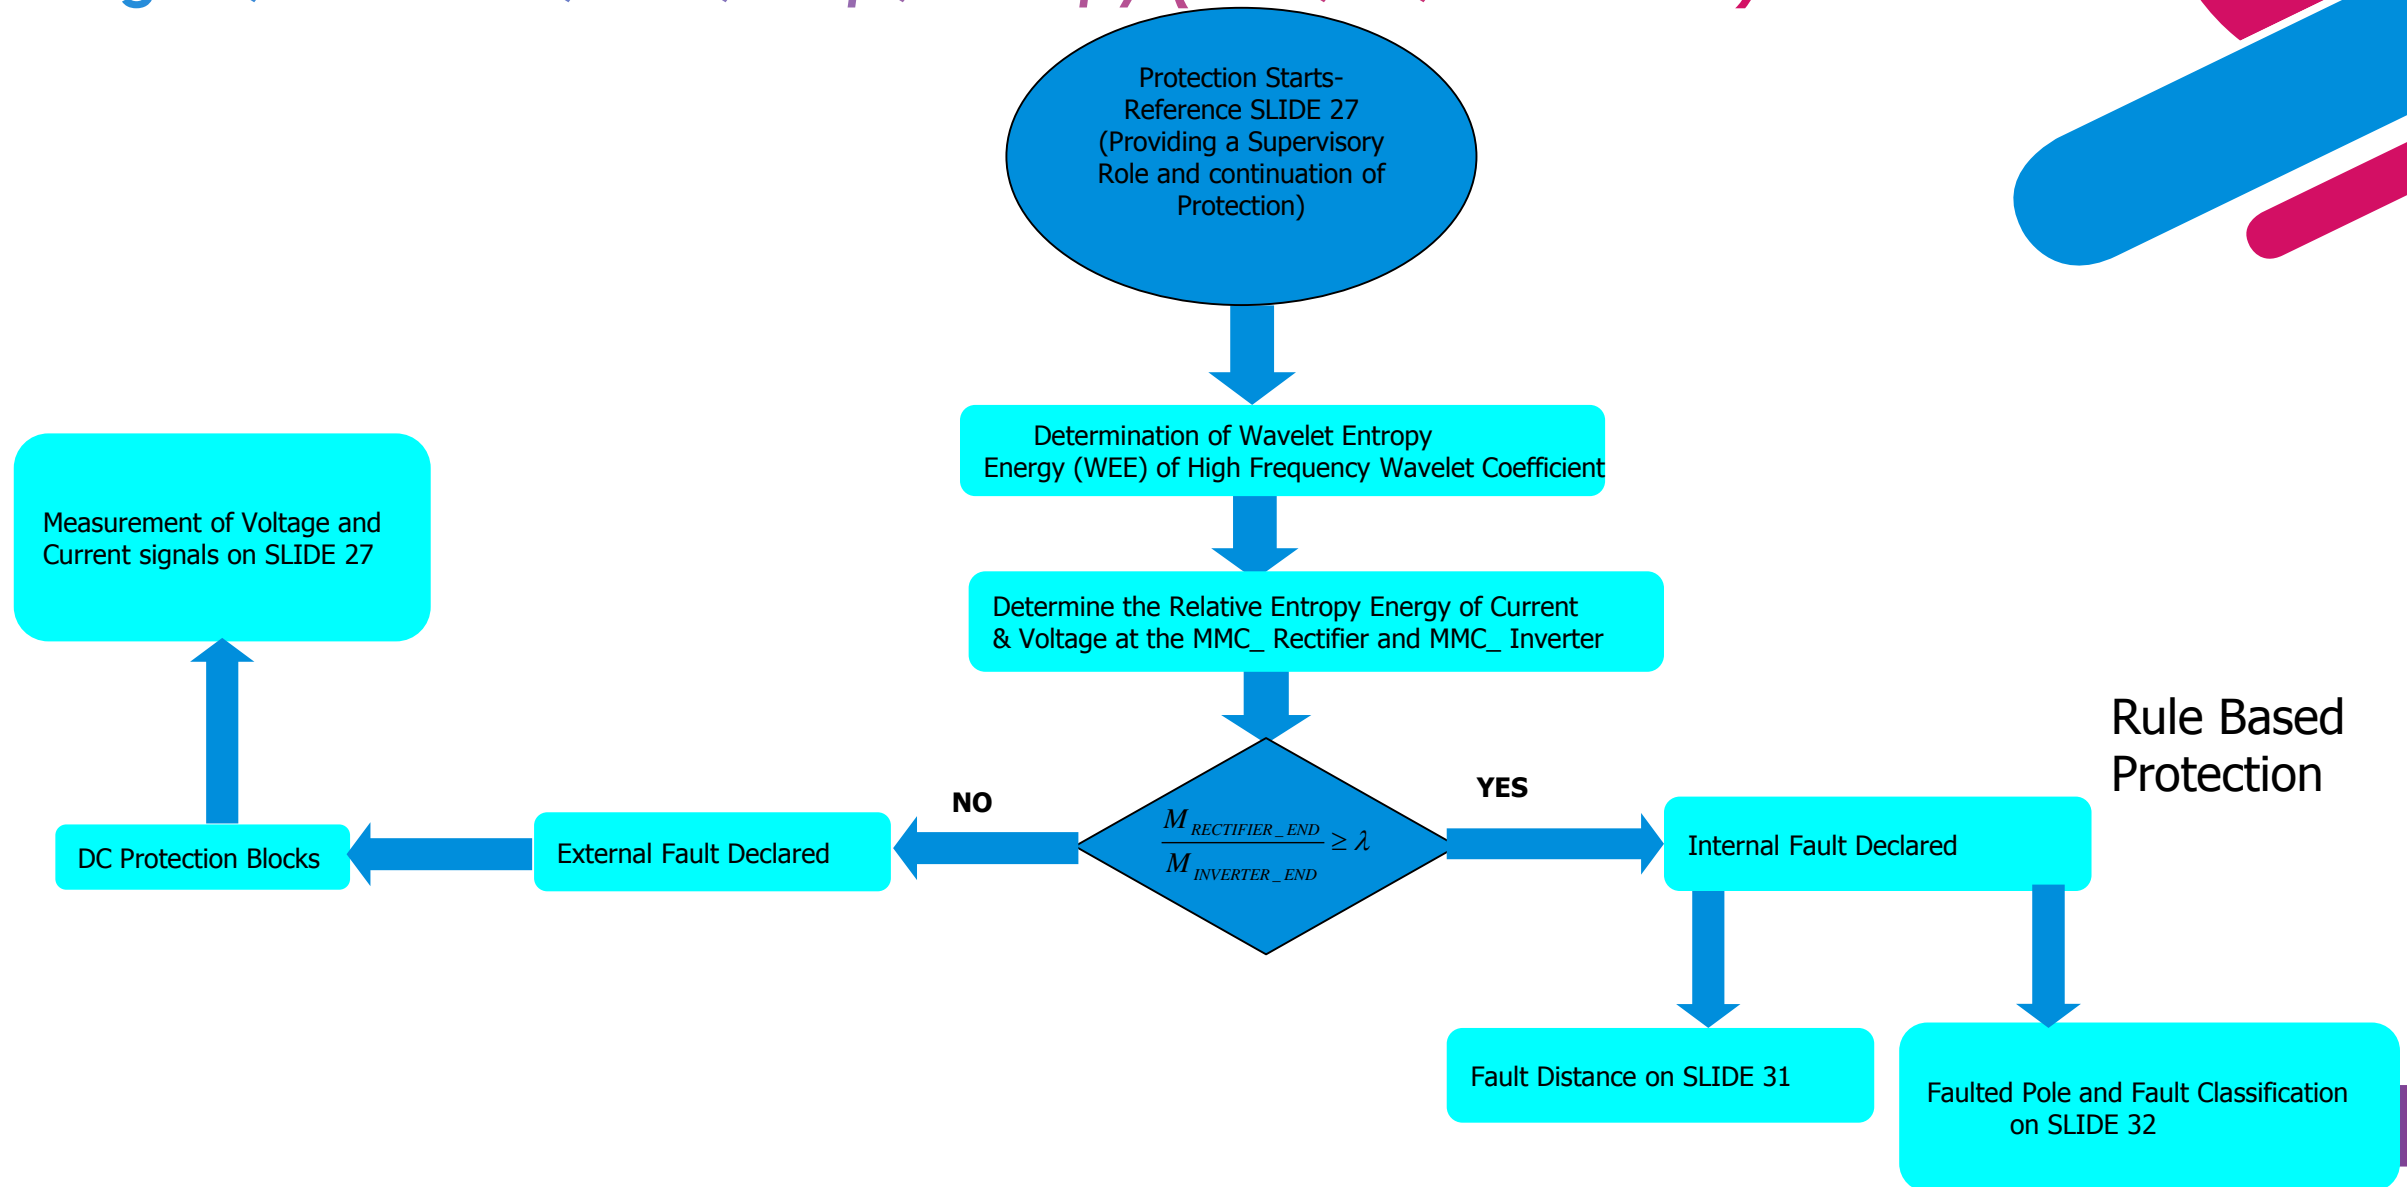 Protection Starts-
Reference SLIDE 27
(Providing a Supervisory
Role and continuation of
Protection)
Determination of Wavelet Entropy
Energy (WEE) of High Frequency Wavelet Coefficient
Measurement of Voltage and
Current signals on SLIDE 27
Determine the Relative Entropy Energy of Current
& Voltage at the MMC_ Rectifier and MMC_ Inverter
Rule Based
Protection
NO
YES
M RECTIFIER_END
M INVERTER_END
≥ λ
DC Protection Blocks
External Fault Declared
Internal Fault Declared
Fault Distance on SLIDE 31
Faulted Pole and Fault Classification
on SLIDE 32